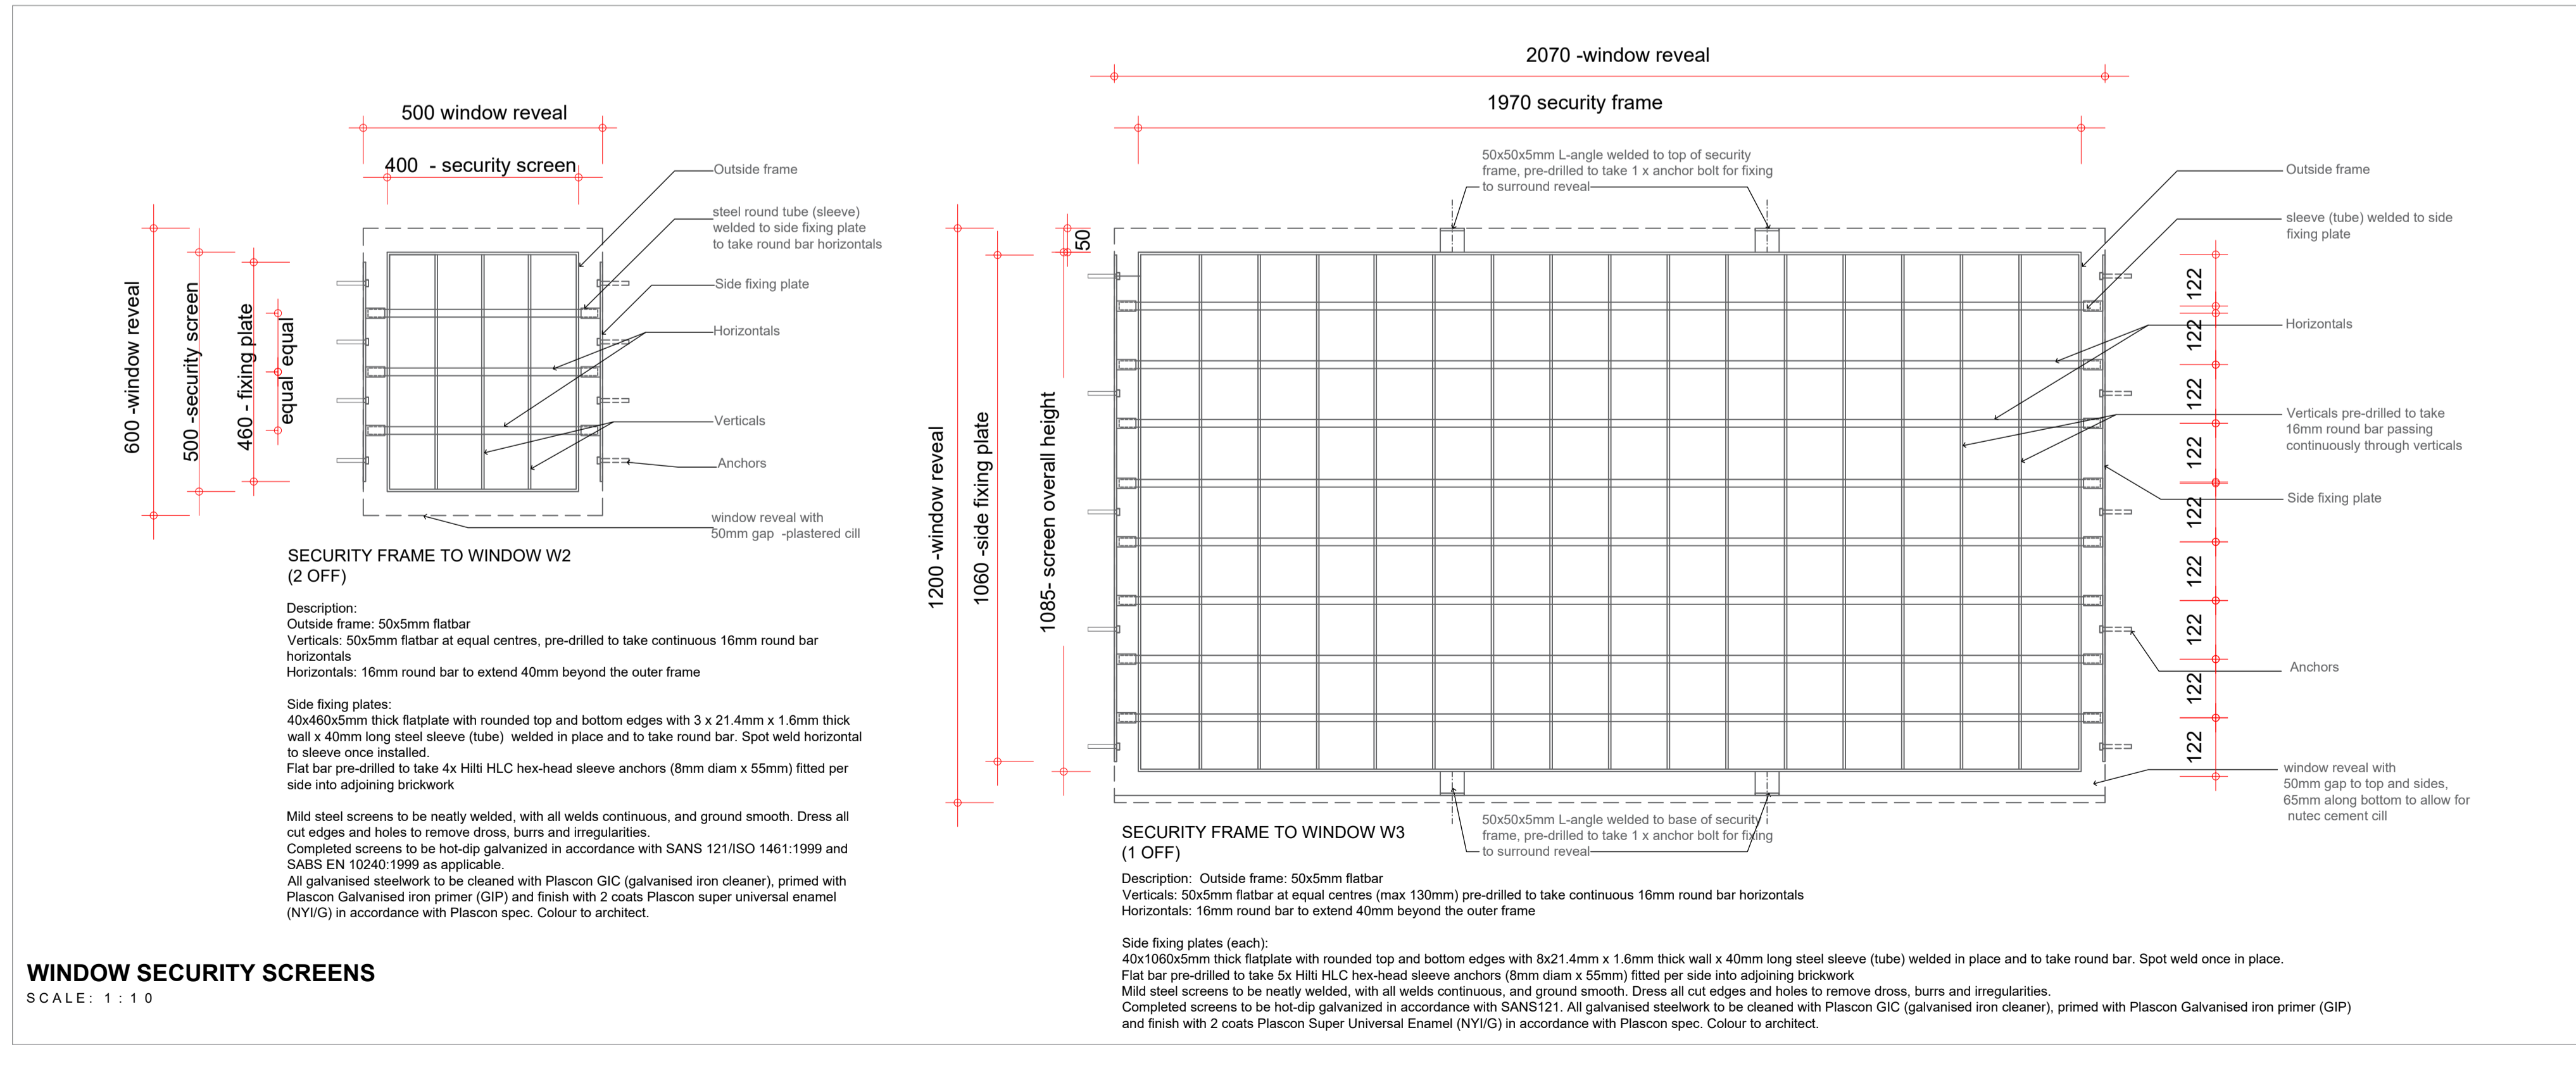 500 window reveal
400  - security screen
600 -window reveal
500 -security screen
460 - fixing plate
equal equal
Outside frame
steel round tube (sleeve)
welded to side fixing plate
to take round bar horizontals
Side fixing plate
Horizontals
Verticals
Anchors
window reveal with
50mm gap  -plastered cill
SECURITY FRAME TO WINDOW W2
(2 OFF)
Description:
Outside frame: 50x5mm flatbar
Verticals: 50x5mm flatbar at equal centres, pre-drilled to take continuous 16mm round bar
horizontals
Horizontals: 16mm round bar to extend 40mm beyond the outer frame
Side fixing plates:
40x460x5mm thick flatplate with rounded top and bottom edges with 3 x 21.4mm x 1.6mm thick
wall x 40mm long steel sleeve (tube)  welded in place and to take round bar. Spot weld horizontal
to sleeve once installed.
Flat bar pre-drilled to take 4x Hilti HLC hex-head sleeve anchors (8mm diam x 55mm) fitted per
side into adjoining brickwork
Mild steel screens to be neatly welded, with all welds continuous, and ground smooth. Dress all
cut edges and holes to remove dross, burrs and irregularities.
Completed screens to be hot-dip galvanized in accordance with SANS 121/ISO 1461:1999 and
SABS EN 10240:1999 as applicable.
All galvanised steelwork to be cleaned with Plascon GIC (galvanised iron cleaner), primed with
Plascon Galvanised iron primer (GIP) and finish with 2 coats Plascon super universal enamel
(NYI/G) in accordance with Plascon spec. Colour to architect.
WINDOW SECURITY SCREENS
SCALE: 1:10
2070 -window reveal
1970 security frame
50x50x5mm L-angle welded to top of security
frame, pre-drilled to take 1 x anchor bolt for fixing
to surround reveal
50
1200 -window reveal
1060 -side fixing plate
1085- screen overall height
122
122
122
122
122
122
122
122
122
Outside frame
sleeve (tube) welded to side
fixing plate
Horizontals
Verticals pre-drilled to take
16mm round bar passing
continuously through verticals
Side fixing plate
Anchors
window reveal with
50mm gap to top and sides,
65mm along bottom to allow for
nutec cement cill
50x50x5mm L-angle welded to base of security
frame, pre-drilled to take 1 x anchor bolt for fixing
to surround reveal
SECURITY FRAME TO WINDOW W3
(1 OFF)
Description:  Outside frame: 50x5mm flatbar
Verticals: 50x5mm flatbar at equal centres (max 130mm) pre-drilled to take continuous 16mm round bar horizontals
Horizontals: 16mm round bar to extend 40mm beyond the outer frame
Side fixing plates (each):
40x1060x5mm thick flatplate with rounded top and bottom edges with 8x21.4mm x 1.6mm thick wall x 40mm long steel sleeve (tube) welded in place and to take round bar. Spot weld once in place.
Flat bar pre-drilled to take 5x Hilti HLC hex-head sleeve anchors (8mm diam x 55mm) fitted per side into adjoining brickwork
Mild steel screens to be neatly welded, with all welds continuous, and ground smooth. Dress all cut edges and holes to remove dross, burrs and irregularities.
Completed screens to be hot-dip galvanized in accordance with SANS121. All galvanised steelwork to be cleaned with Plascon GIC (galvanised iron cleaner), primed with Plascon Galvanised iron primer (GIP)
and finish with 2 coats Plascon Super Universal Enamel (NYI/G) in accordance with Plascon spec. Colour to architect.